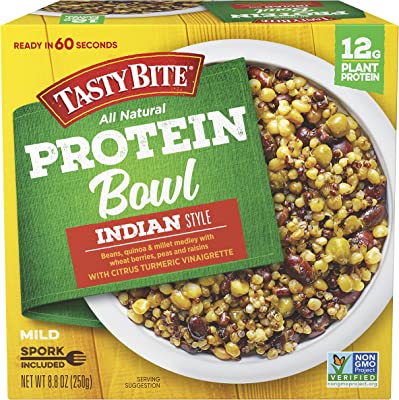 READY IN 60 SECONDS
TASTY BITE®
All Natural
PROTEIN
Bowl
INDIAN STYLE
Beans, quinoa & millet medley with
wheat berries, peas and raisins
WITH CITRUS TURMERIC VINAIGRETTE
12G
PLANT
PROTEIN
MILD
SPORK
INCLUDED
NET WT 8.8 OZ (250g)
SERVING
SUGGESTION
NON
GMO
Project
VERIFIED
nongmoproject.org